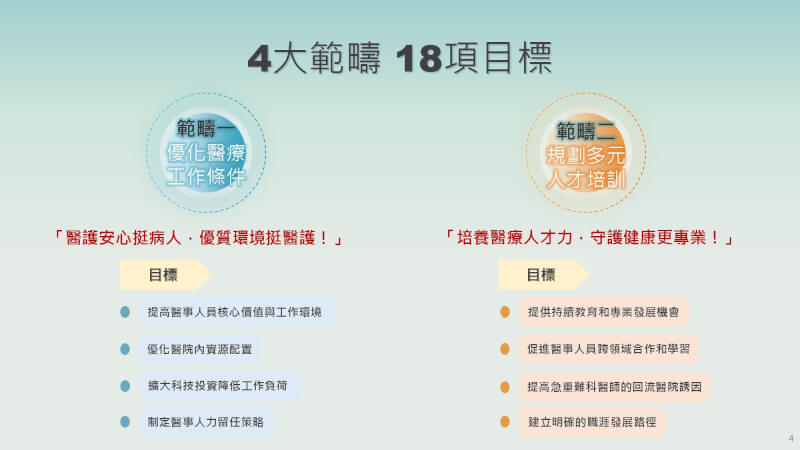 4大範疇 18項目標
範疇一
優化醫療
工作條件
「醫護安心挺病人，優質環境挺醫護！」
目標
提高醫事人員核心價值與工作環境
優化醫院內資源配置
擴大科技投資降低工作負荷
制定醫事人力留任策略
範疇二
規劃多元
人才培訓
「培養醫療人才力，守護健康更專業！」
目標
提供持續教育和專業發展機會
促進醫事人員跨領域合作和學習
提高急重難科醫師的回流醫院誘因
建立明確的職涯發展路徑
4